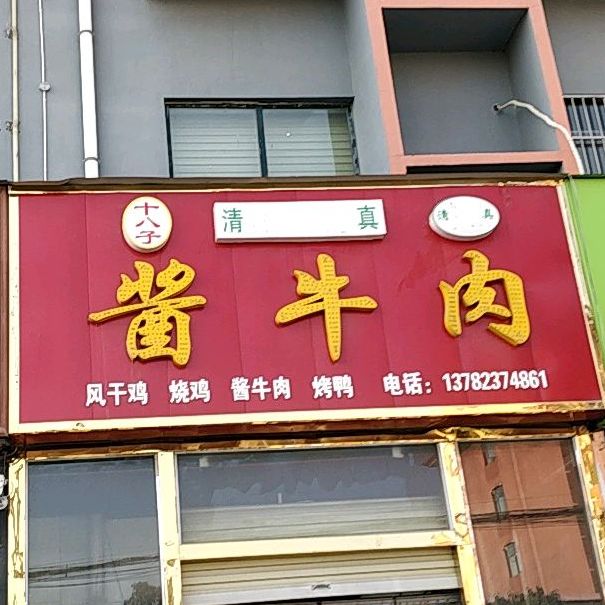 十八子
清 真
清 真
酱牛肉
风干鸡 烧鸡 酱牛肉 烤鸭 电话：13782374861